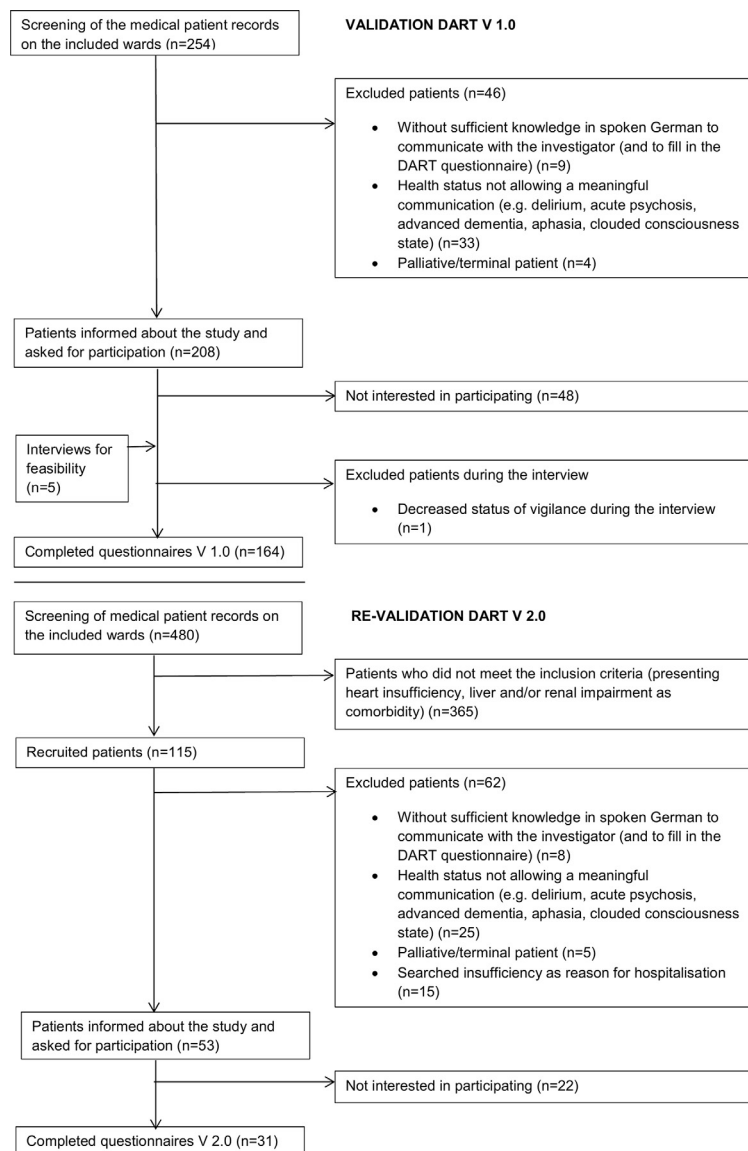 Screening of the medical patient records
on the included wards (n=254)
VALIDATION DART V 1.0
Excluded patients (n=46)
• Without sufficient knowledge in spoken German to
communicate with the investigator (and to fill in the
DART questionnaire) (n=9)
• Health status not allowing a meaningful
communication (e.g. delirium, acute psychosis,
advanced dementia, aphasia, clouded consciousness
state) (n=33)
• Palliative/terminal patient (n=4)
Patients informed about the study and
asked for participation (n=208)
Not interested in participating (n=48)
Interviews for
feasibility
(n=5)
Excluded patients during the interview
• Decreased status of vigilance during the interview
(n=1)
Completed questionnaires V 1.0 (n=164)
Screening of medical patient records on
the included wards (n=480)
RE-VALIDATION DART V 2.0
Patients who did not meet the inclusion criteria (presenting
heart insufficiency, liver and/or renal impairment as
comorbidity) (n=365)
Recruited patients (n=115)
Excluded patients (n=62)
• Without sufficient knowledge in spoken German to
communicate with the investigator (and to fill in the
DART questionnaire) (n=8)
• Health status not allowing a meaningful
communication (e.g. delirium, acute psychosis,
advanced dementia, aphasia, clouded consciousness
state) (n=25)
• Palliative/terminal patient (n=5)
• Searched insufficiency as reason for hospitalisation
(n=15)
Patients informed about the study and
asked for participation (n=53)
Not interested in participating (n=22)
Completed questionnaires V 2.0 (n=31)